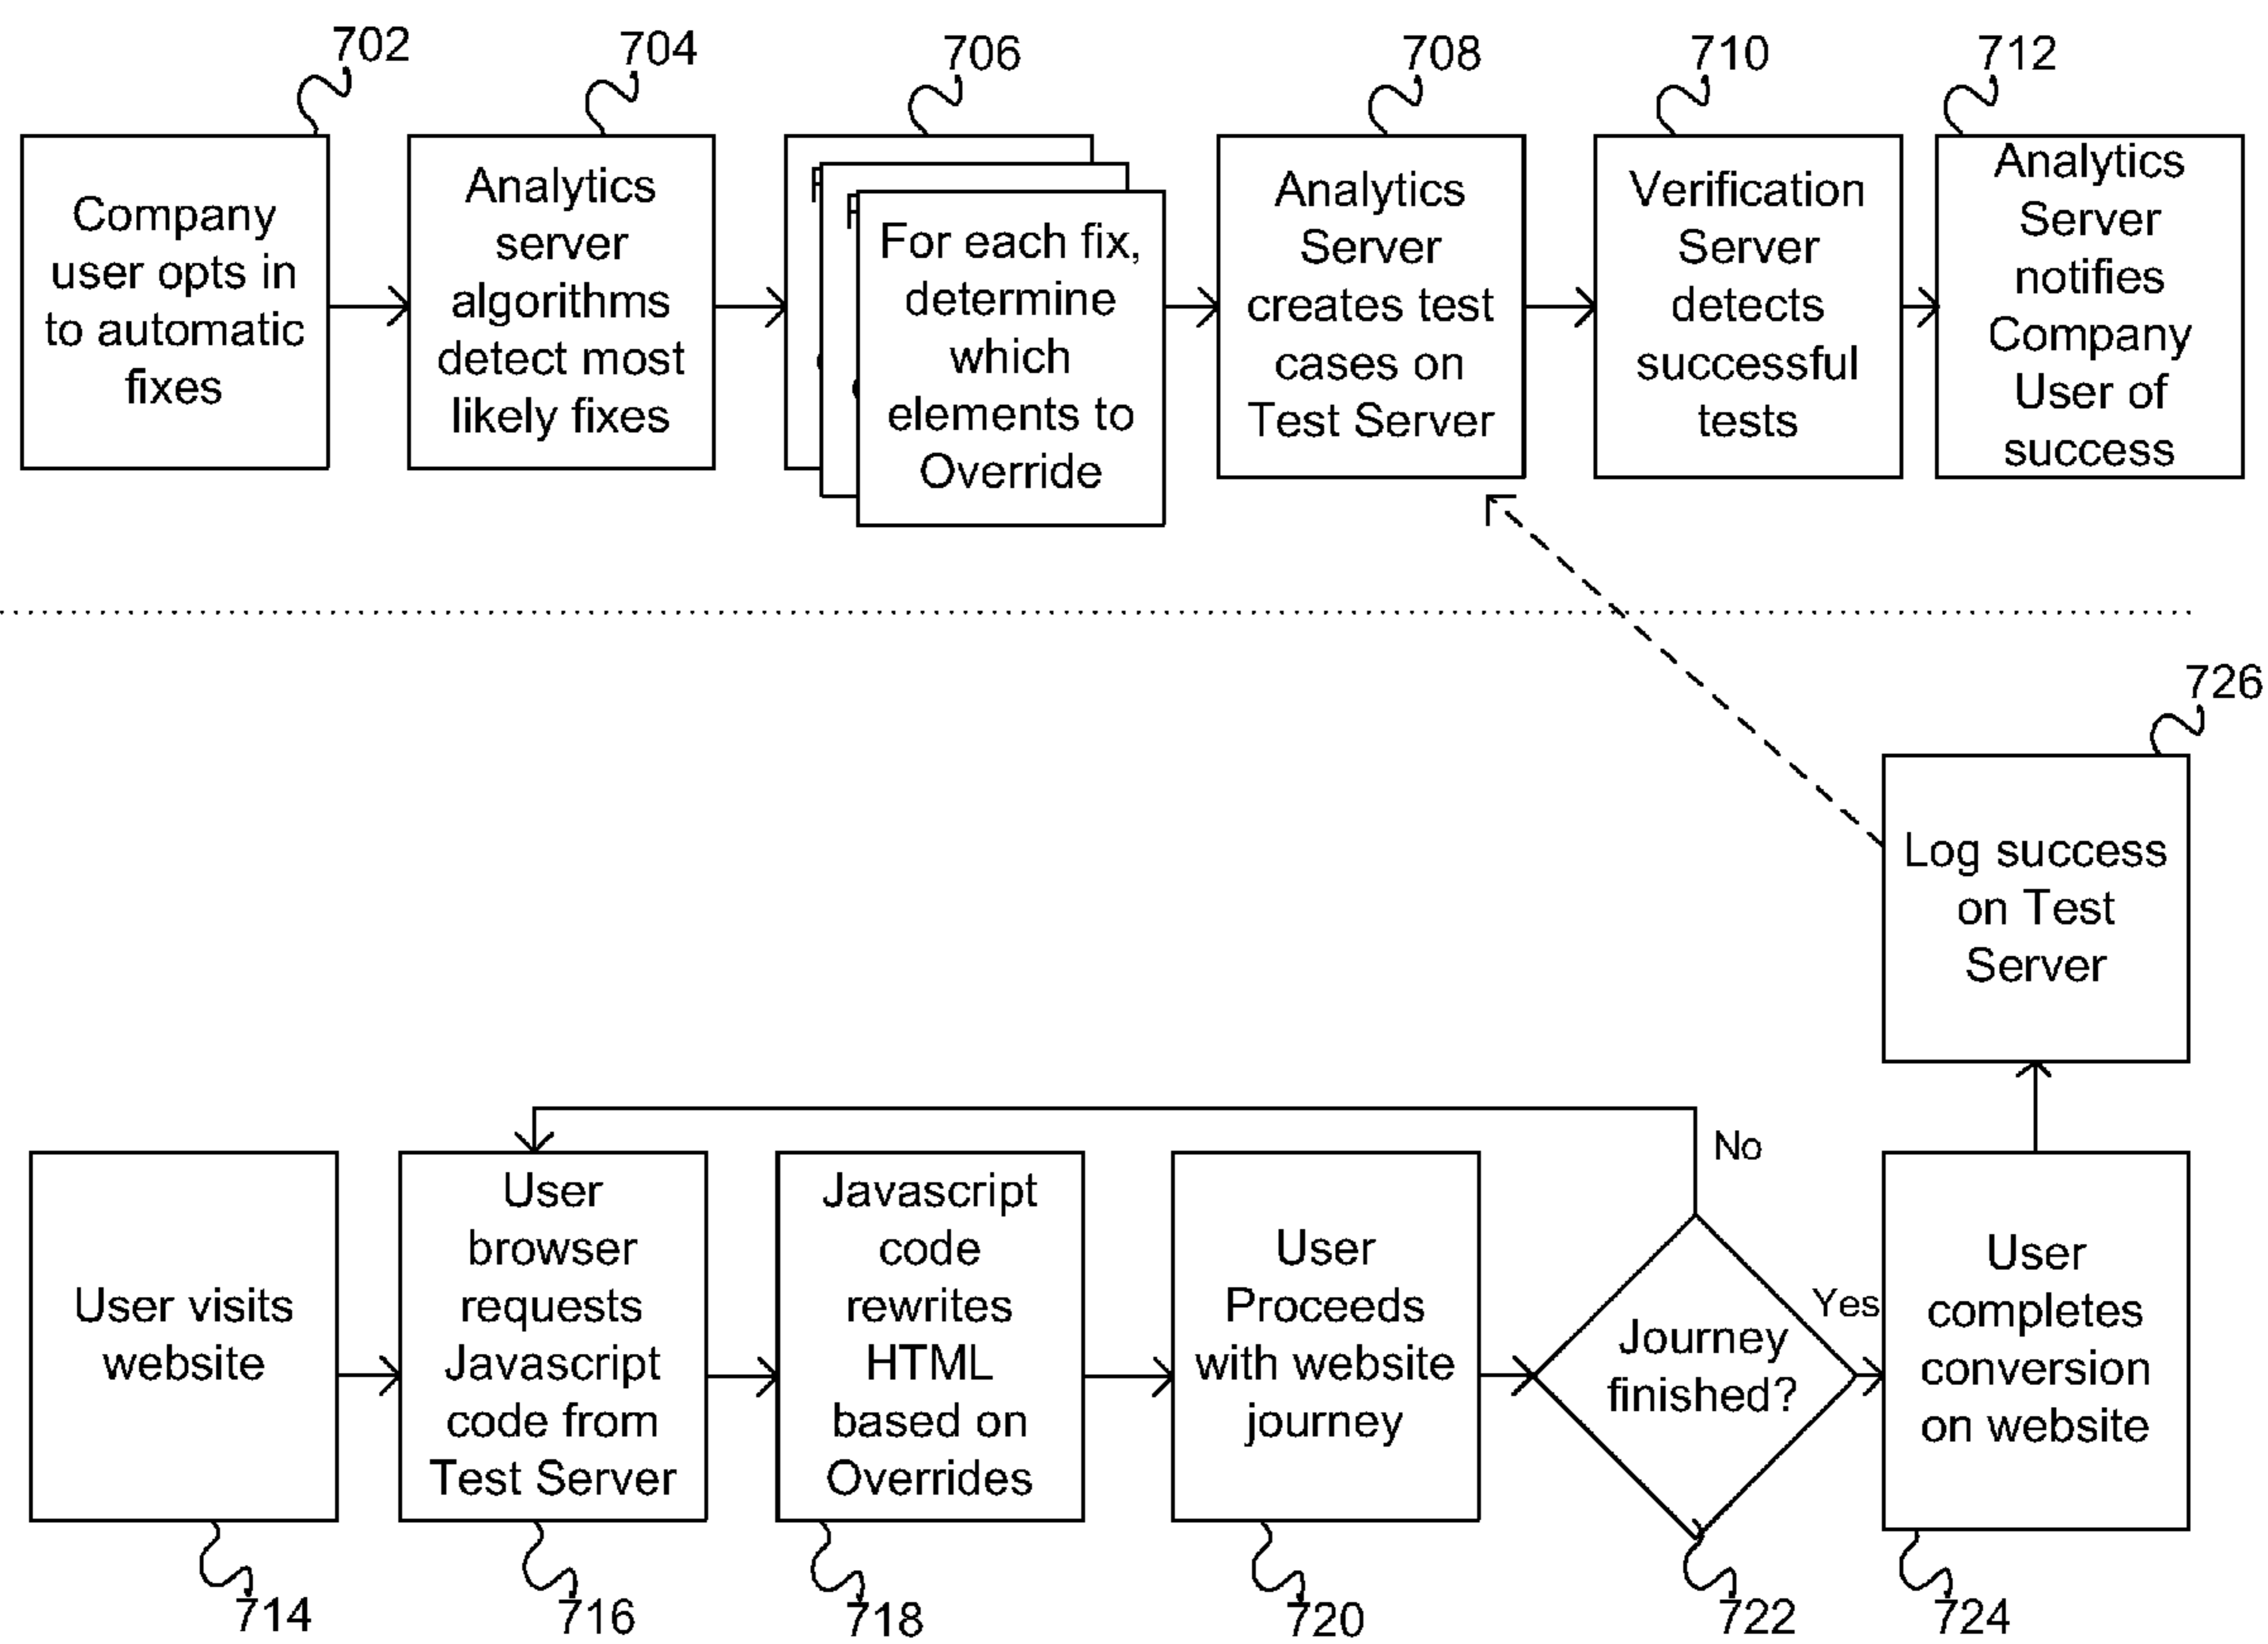 702
704
706
708
710
712
Company
user opts in
to automatic
fixes
Analytics
server
algorithms
detect most
likely fixes
For each fix,
determine
which
elements to
Override
Analytics
Server
creates test
cases on
Test Server
Verification
Server
detects
successful
tests
Analytics
Server
notifies
Company
User of
success
726
Log success
on Test
Server
User visits
website
User
browser
requests
Javascript
code from
Test Server
Javascript
code
rewrites
HTML
based on
Overrides
User
Proceeds
with website
journey
No
Journey
finished?
Yes
User
completes
conversion
on website
714
716
718
720
722
724